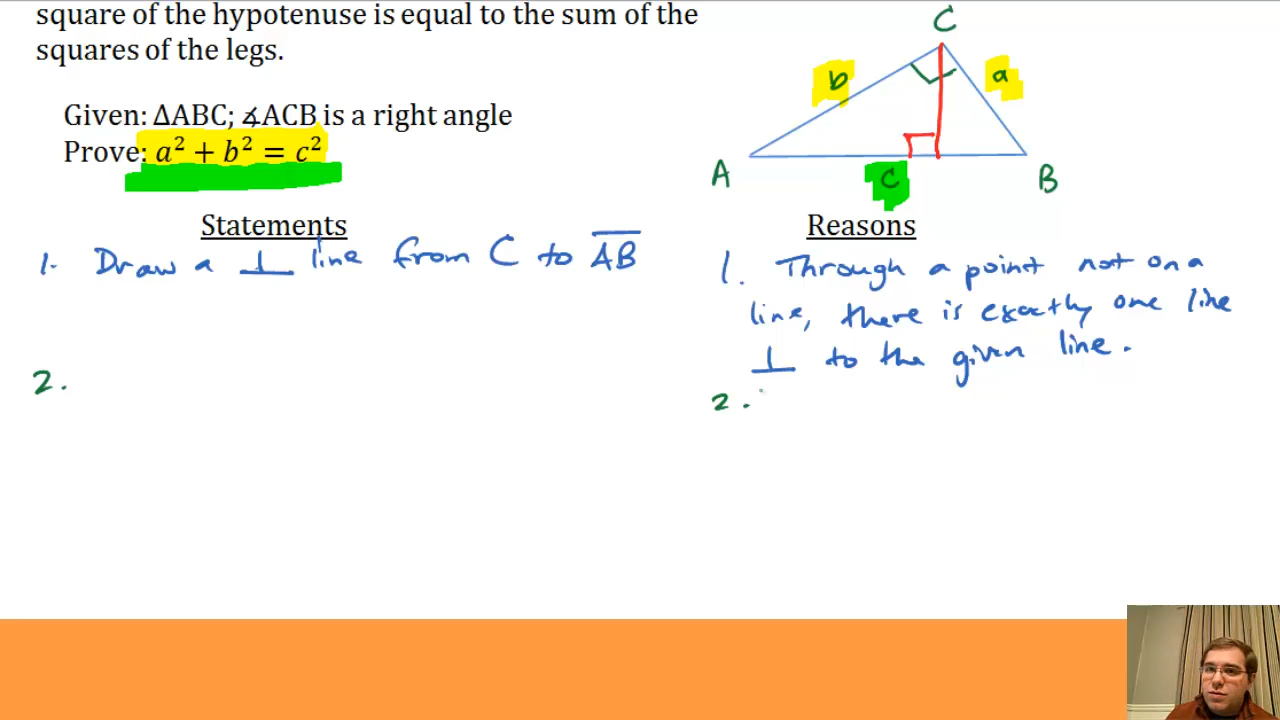 square of the hypotenuse is equal to the sum of the
squares of the legs.
Given: ΔABC; ∡ACB is a right angle
Prove: a² + b² = c²
C
b
a
A
c
B
Statements
Reasons
1. Draw a ⊥ line from C to A̅B̅
1. Through a point not on a
line, there is exactly one line
⊥ to the given line.
2.
2.